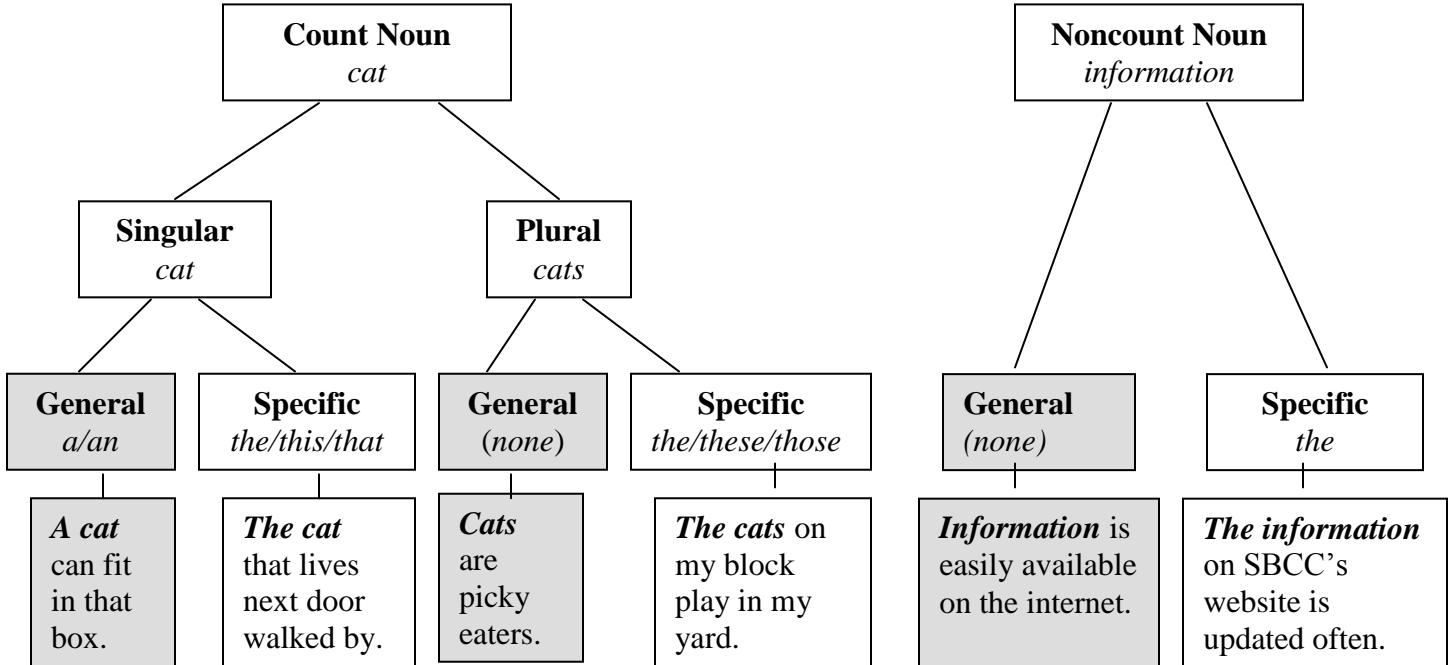 Count Noun
cat
Noncount Noun
information
Singular
cat
Plural
cats
General
a/an
Specific
the/this/that
General
(none)
Specific
the/these/those
General
(none)
Specific
the
A cat
can fit
in that
box.
The cat
that lives
next door
walked by.
Cats
are
picky
eaters.
The cats on
my block
play in my
yard.
Information is
easily available
on the internet.
The information
on SBCC’s
website is
updated often.